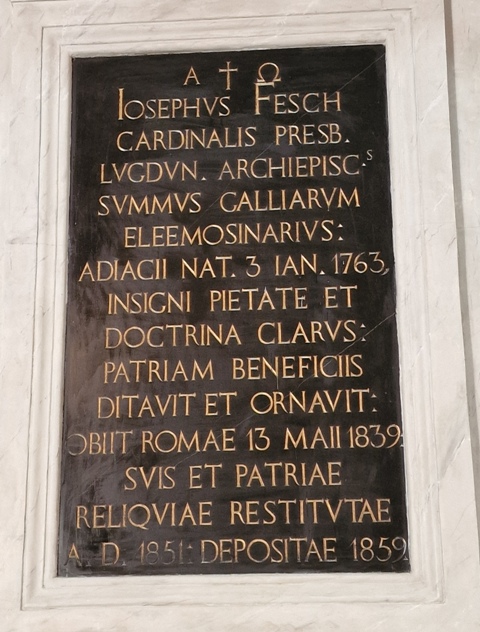 A † Ω
IOSEPHVS FESCH
CARDINALIS PRESB.
LVGDVN. ARCHIEPISC.S
SVMMVS GALLIARVM
ELEEMOSINARIVS:
ADIACII NAT. 3 IAN. 1763,
INSIGNI PIETATE ET
DOCTRINA CLARVS:
PATRIAM BENEFICIIS
DITAVIT ET ORNAVIT:
OBIIT ROMAE 13 MAII 1839:
SVIS ET PATRIAE
RELIQVIAE RESTITVTAE
A. D. 1851: DEPOSITAE 1859.